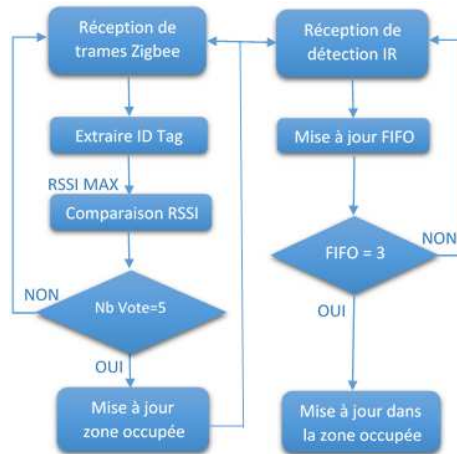 Réception de
trames Zigbee
Extraire ID Tag
RSSI MAX
Comparaison RSSI
NON
Nb Vote=5
OUI
Mise à jour
zone occupée
Réception de
détection IR
Mise à jour FIFO
FIFO = 3
NON
OUI
Mise à jour dans
la zone occupée